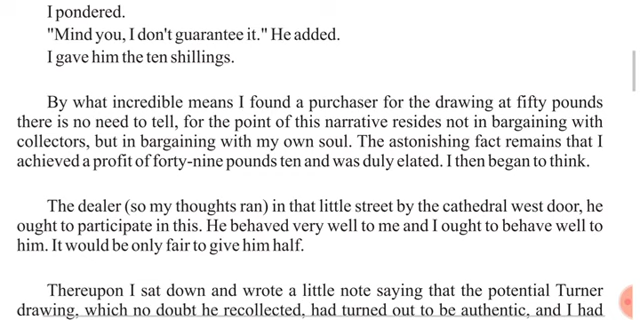 I pondered.
"Mind you, I don't guarantee it." He added.
I gave him the ten shillings.
By what incredible means I found a purchaser for the drawing at fifty pounds
there is no need to tell, for the point of this narrative resides not in bargaining with
collectors, but in bargaining with my own soul. The astonishing fact remains that I
achieved a profit of forty-nine pounds ten and was duly elated. I then began to think.
The dealer (so my thoughts ran) in that little street by the cathedral west door, he
ought to participate in this. He behaved very well to me and I ought to behave well to
him. It would be only fair to give him half.
Thereupon I sat down and wrote a little note saying that the potential Turner
drawing, which no doubt he recollected, had turned out to be authentic, and I had